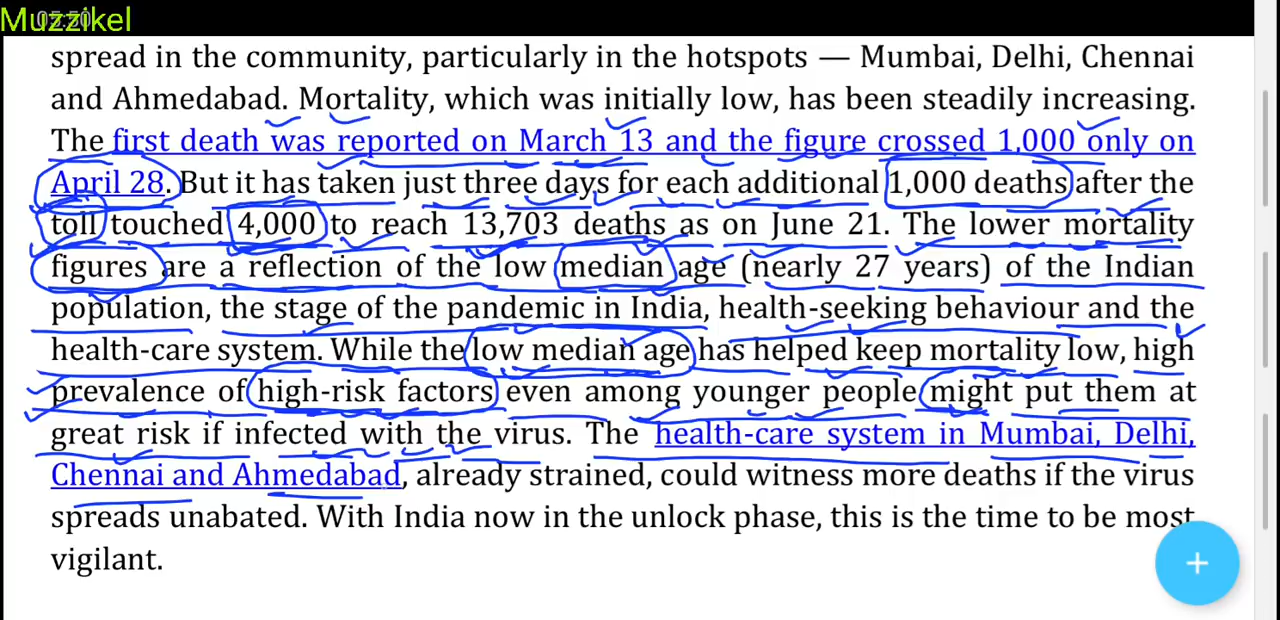 Muzzikel
spread in the community, particularly in the hotspots — Mumbai, Delhi, Chennai
and Ahmedabad. Mortality, which was initially low, has been steadily increasing.
The first death was reported on March 13 and the figure crossed 1,000 only on
April 28. But it has taken just three days for each additional 1,000 deaths after the
toll touched 4,000 to reach 13,703 deaths as on June 21. The lower mortality
figures are a reflection of the low median age (nearly 27 years) of the Indian
population, the stage of the pandemic in India, health-seeking behaviour and the
health-care system. While the low median age has helped keep mortality low, high
prevalence of high-risk factors even among younger people might put them at
great risk if infected with the virus. The health-care system in Mumbai, Delhi,
Chennai and Ahmedabad, already strained, could witness more deaths if the virus
spreads unabated. With India now in the unlock phase, this is the time to be most
vigilant.
+